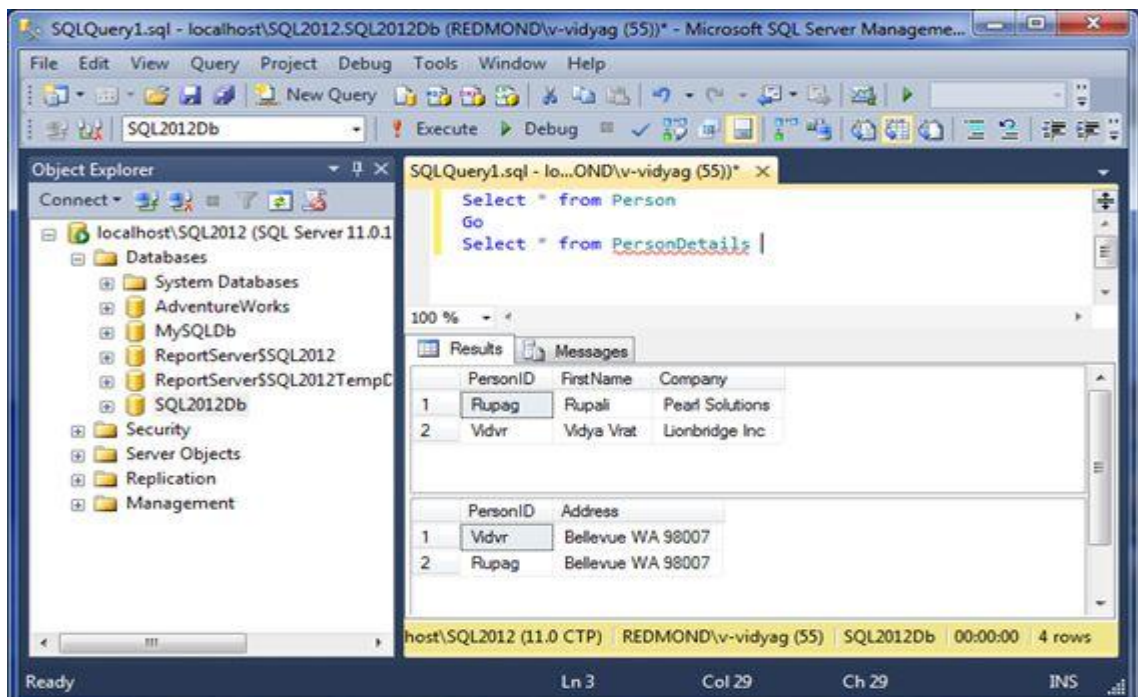 SQLQuery1.sql - localhost\SQL2012.SQL2012Db (REDMOND\v-vidyag (55))* - Microsoft SQL Server Manageme...
File Edit View Query Project Debug Tools Window Help
New Query
SQL2012Db Execute Debug
Object Explorer
Connect
localhost\SQL2012 (SQL Server 11.0.1
Databases
System Databases
AdventureWorks
MySQLDb
ReportServer$SQL2012
ReportServer$SQL2012TempD
SQL2012Db
Security
Server Objects
Replication
Management
SQLQuery1.sql - lo...OND\v-vidyag (55))*
Select * from Person
Go
Select * from PersonDetails
100 %
Results Messages
PersonID FirstName Company
1 Rupag Rupali Pearl Solutions
2 Vidvr Vidya Vrat Lionbridge Inc
PersonID Address
1 Vidvr Bellevue WA 98007
2 Rupag Bellevue WA 98007
host\SQL2012 (11.0 CTP) REDMOND\v-vidyag (55) SQL2012Db 00:00:00 4 rows
Ready Ln 3 Col 29 Ch 29 INS